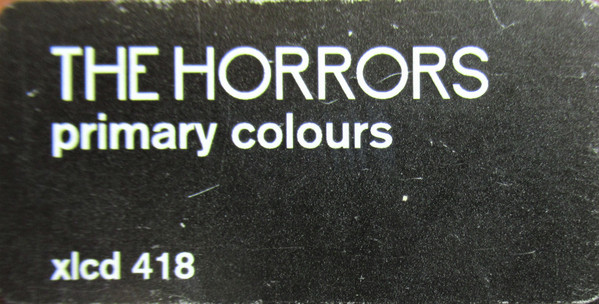 THE HORRORS
primary colours
xlcd 418